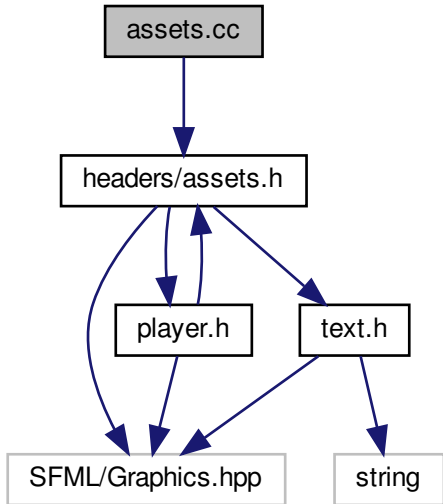 assets.cc
headers/assets.h
player.h
text.h
SFML/Graphics.hpp
string